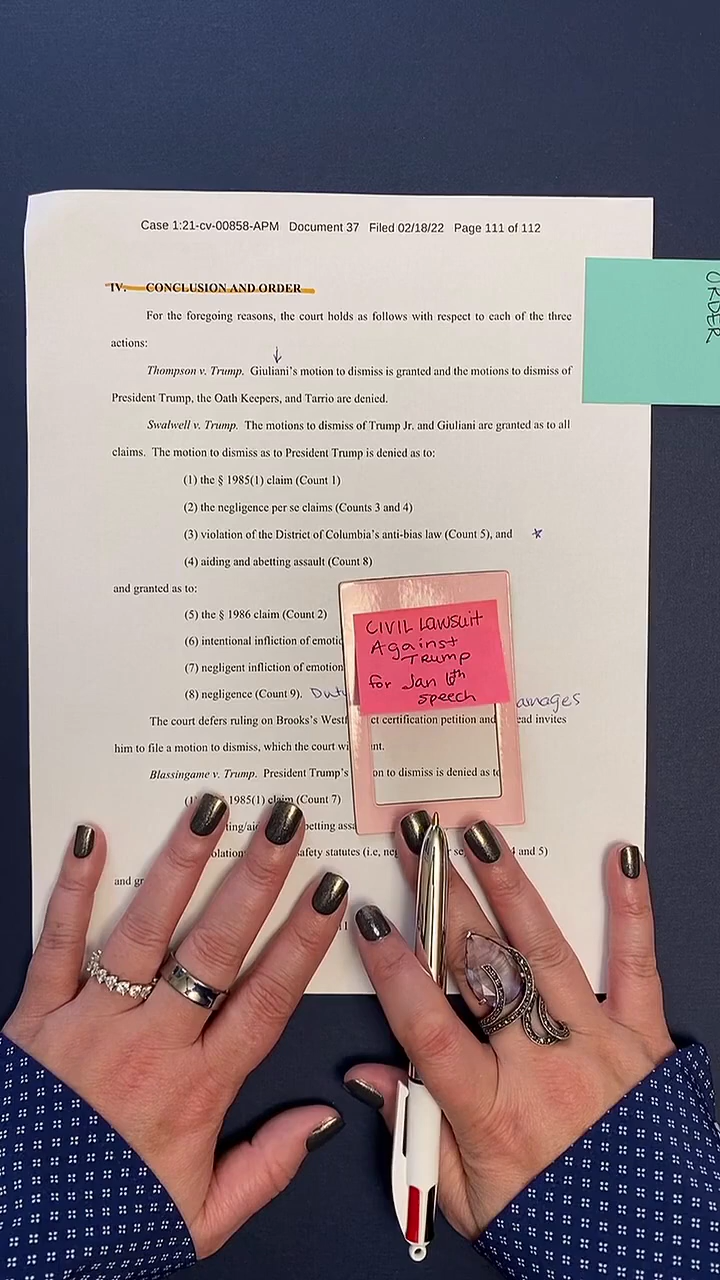 Case 1:21-cv-00858-APM Document 37 Filed 02/18/22 Page 111 of 112
ORDER
IV. CONCLUSION AND ORDER
For the foregoing reasons, the court holds as follows with respect to each of the three
actions:
Thompson v. Trump. Giuliani's motion to dismiss is granted and the motions to dismiss of
President Trump, the Oath Keepers, and Tarrio are denied.
Swalwell v. Trump. The motions to dismiss of Trump Jr. and Giuliani are granted as to all
claims. The motion to dismiss as to President Trump is denied as to:
(1) the § 1985(1) claim (Count 1)
(2) the negligence per se claims (Counts 3 and 4)
(3) violation of the District of Columbia's anti-bias law (Count 5), and
(4) aiding and abetting assault (Count 8)
and granted as to:
(5) the § 1986 claim (Count 2)
(6) intentional infliction of
(7) negligent infliction of emotion
(8) negligence (Count 9).
CIVIL LAWSUIT
Against
TRUMP
for Jan 6th
speech
The court defers ruling on Brooks's certification petition and invites
him to file a motion to dismiss, which the court
Blassingame v. Trump. President Trump's to dismiss is denied as to
1985(1) claim (Count 7)
safety statutes (i.e, and 5)
and